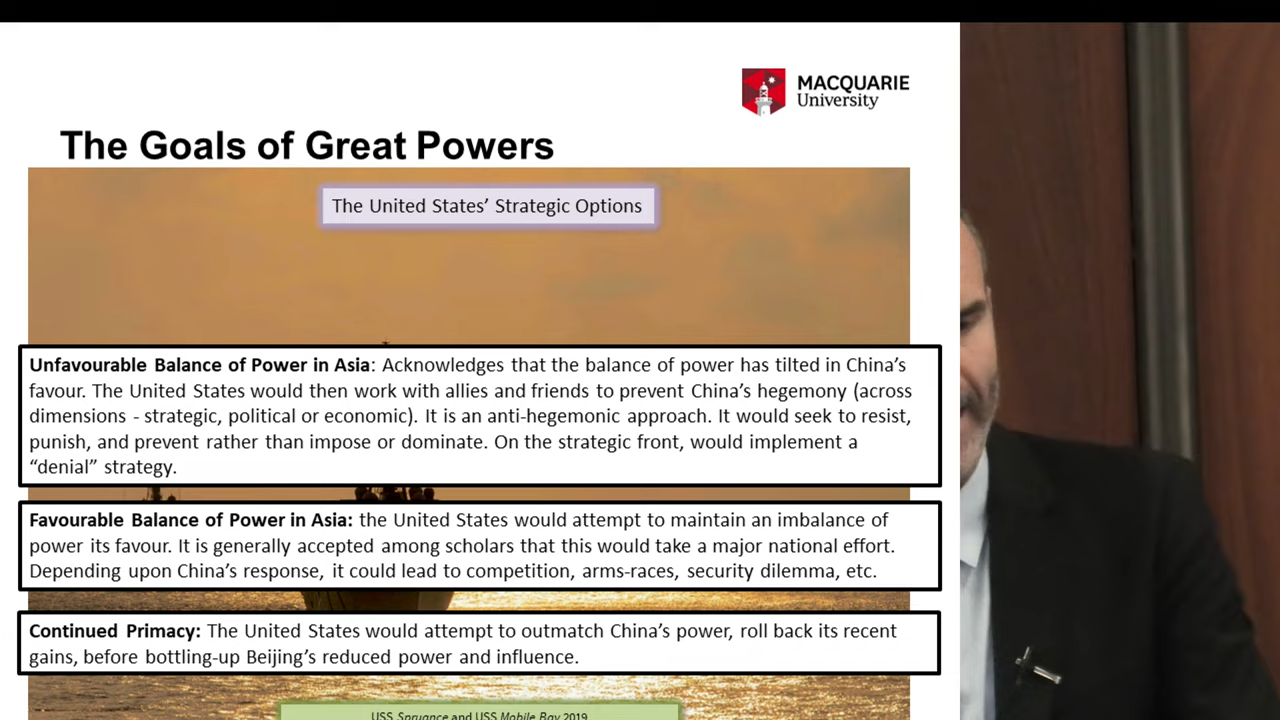 MACQUARIE
University
The Goals of Great Powers
The United States’ Strategic Options
Unfavourable Balance of Power in Asia: Acknowledges that the balance of power has tilted in China’s
favour. The United States would then work with allies and friends to prevent China’s hegemony (across
dimensions - strategic, political or economic). It is an anti-hegemonic approach. It would seek to resist,
punish, and prevent rather than impose or dominate. On the strategic front, would implement a
“denial” strategy.
Favourable Balance of Power in Asia: the United States would attempt to maintain an imbalance of
power its favour. It is generally accepted among scholars that this would take a major national effort.
Depending upon China’s response, it could lead to competition, arms-races, security dilemma, etc.
Continued Primacy: The United States would attempt to outmatch China’s power, roll back its recent
gains, before bottling-up Beijing’s reduced power and influence.
USS Spruance and USS Mobile Bay 2019